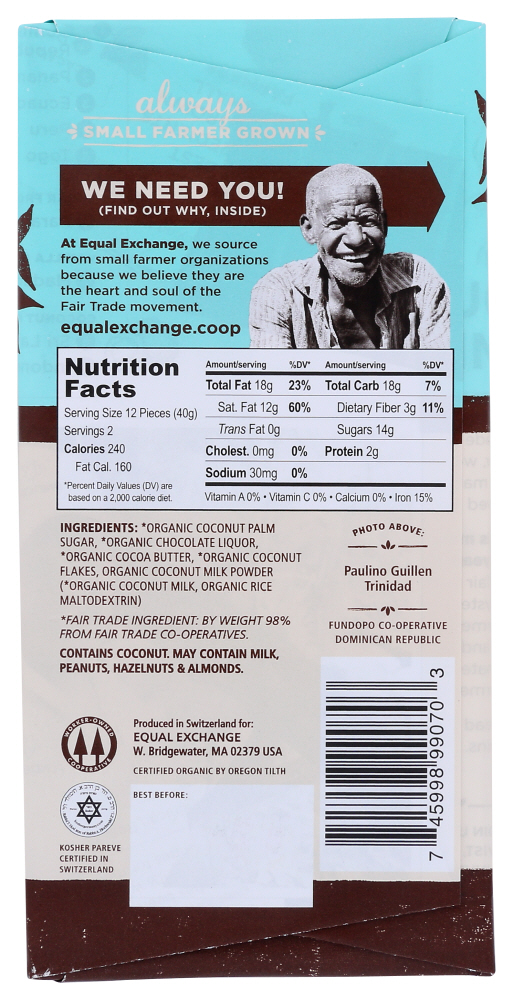 always
SMALL FARMER GROWN
WE NEED YOU!
(FIND OUT WHY, INSIDE)
At Equal Exchange, we source
from small farmer organizations
because we believe they are
the heart and soul of the
Fair Trade movement.
equalexchange.coop
Nutrition
Facts
Serving Size 12 Pieces (40g)
Servings 2
Calories 240
Fat Cal. 160
*Percent Daily Values (DV) are
based on a 2,000 calorie diet.
Amount/serving %DV* Amount/serving %DV*
Total Fat 18g 23% Total Carb 18g 7%
Sat. Fat 12g 60% Dietary Fiber 3g 11%
Trans Fat 0g Sugars 14g
Cholest. 0mg 0% Protein 2g
Sodium 30mg 0%
Vitamin A 0% • Vitamin C 0% • Calcium 0% • Iron 15%
INGREDIENTS: *ORGANIC COCONUT PALM
SUGAR, *ORGANIC CHOCOLATE LIQUOR,
*ORGANIC COCOA BUTTER, *ORGANIC COCONUT
FLAKES, ORGANIC COCONUT MILK POWDER
(*ORGANIC COCONUT MILK, ORGANIC RICE
MALTODEXTRIN)
*FAIR TRADE INGREDIENT: BY WEIGHT 98%
FROM FAIR TRADE CO-OPERATIVES.
CONTAINS COCONUT. MAY CONTAIN MILK,
PEANUTS, HAZELNUTS & ALMONDS.
PHOTO ABOVE:
Paulino Guillen
Trinidad
FUNDOPO CO-OPERATIVE
DOMINICAN REPUBLIC
WORKER-OWNED
COOPERATIVE
Produced in Switzerland for:
EQUAL EXCHANGE
W. Bridgewater, MA 02379 USA
CERTIFIED ORGANIC BY OREGON TILTH
BEST BEFORE:
KOSHER PAREVE
CERTIFIED IN
SWITZERLAND
7 45998 99070 3